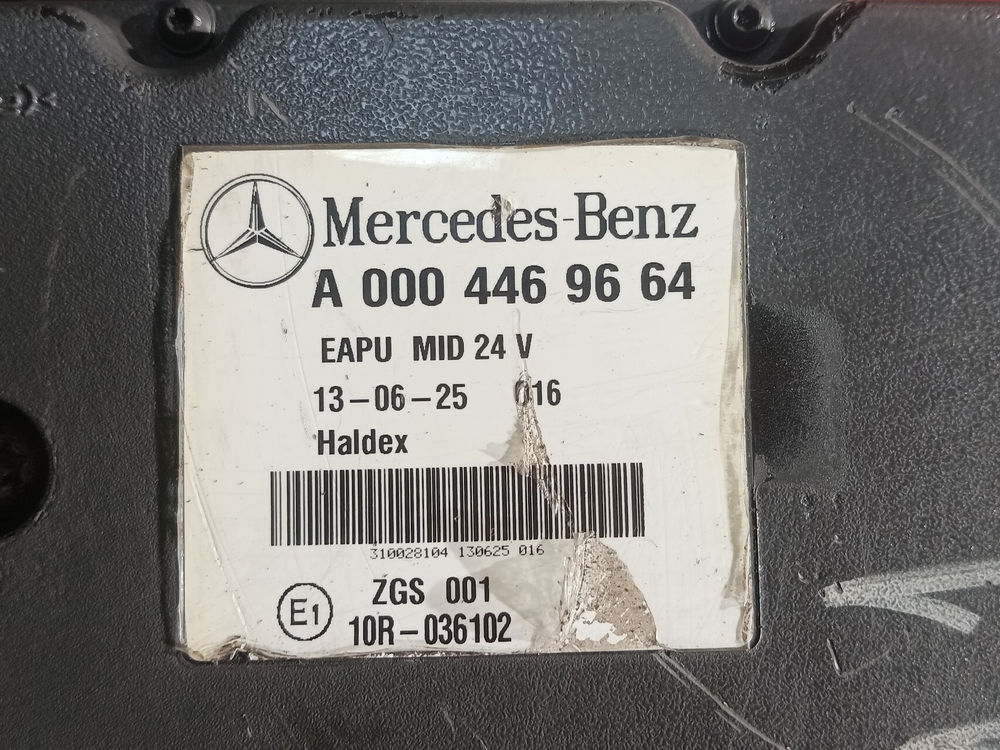 Mercedes-Benz
A 000 446 96 64
EAPU MID 24 V
13-06-25 016
Haldex
310028104 130625 016
ZGS 001
E1
10R-036102